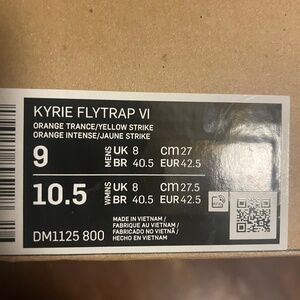 KYRIE FLYTRAP VI
ORANGE TRANCE/YELLOW STRIKE
ORANGE INTENSE/JAUNE STRIKE
9 MENS UK 8 CM 27
BR 40.5 EUR 42.5
10.5 WMNS UK 8 CM 27.5
BR 40.5 EUR 42.5
MADE IN VIETNAM /
FABRIQUE AU VIETNAM /
FABRICADO NO VIETNÃ /
HECHO EN VIETNAM
DM1125 800